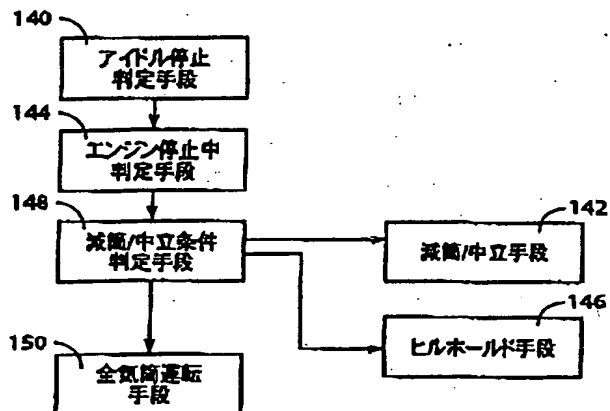 140
アイドル停止
判定手段
144
エンジン停止中
判定手段
148
減筒/中立条件
判定手段
142
減筒/中立手段
146
ヒルホールド手段
150
全気筒運転
手段